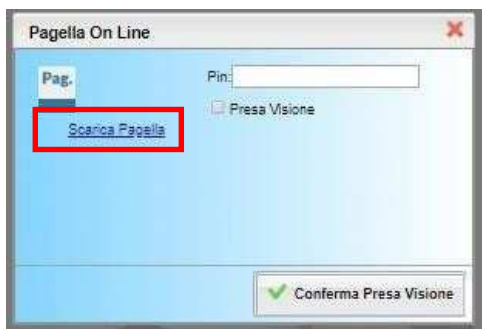 Pagella On Line
Pag.
Pin:
Presa Visione
Scarica Pagella
Conferma Presa Visione